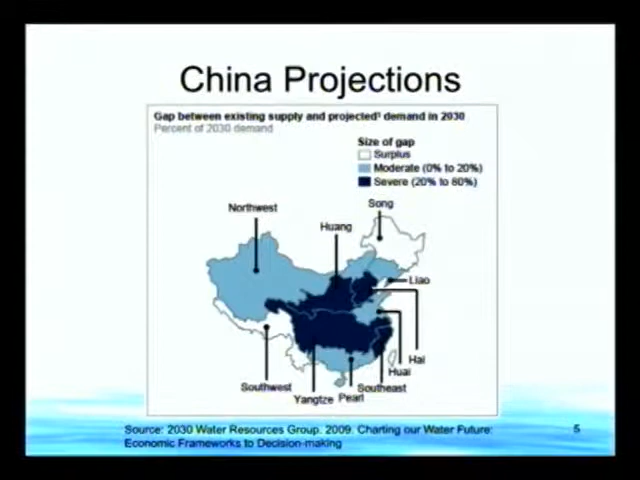 China Projections
Gap between existing supply and projected¹ demand in 2030
Percent of 2030 demand
Size of gap
Surplus
Moderate (0% to 20%)
Severe (20% to 80%)
Northwest
Song
Huang
Liao
Hai
Huai
Southwest
Southeast
Yangtze
Pearl
Source: 2030 Water Resources Group. 2009. Charting our Water Future:
Economic Frameworks to Decision-making
5